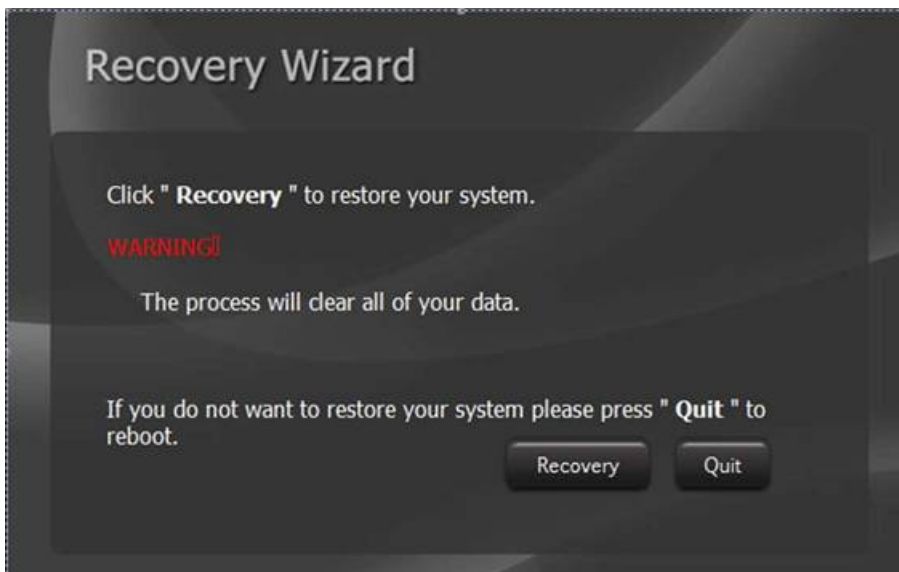 Recovery Wizard
Click " Recovery " to restore your system.
WARNING▯
The process will clear all of your data.
If you do not want to restore your system please press " Quit " to
reboot.
Recovery
Quit